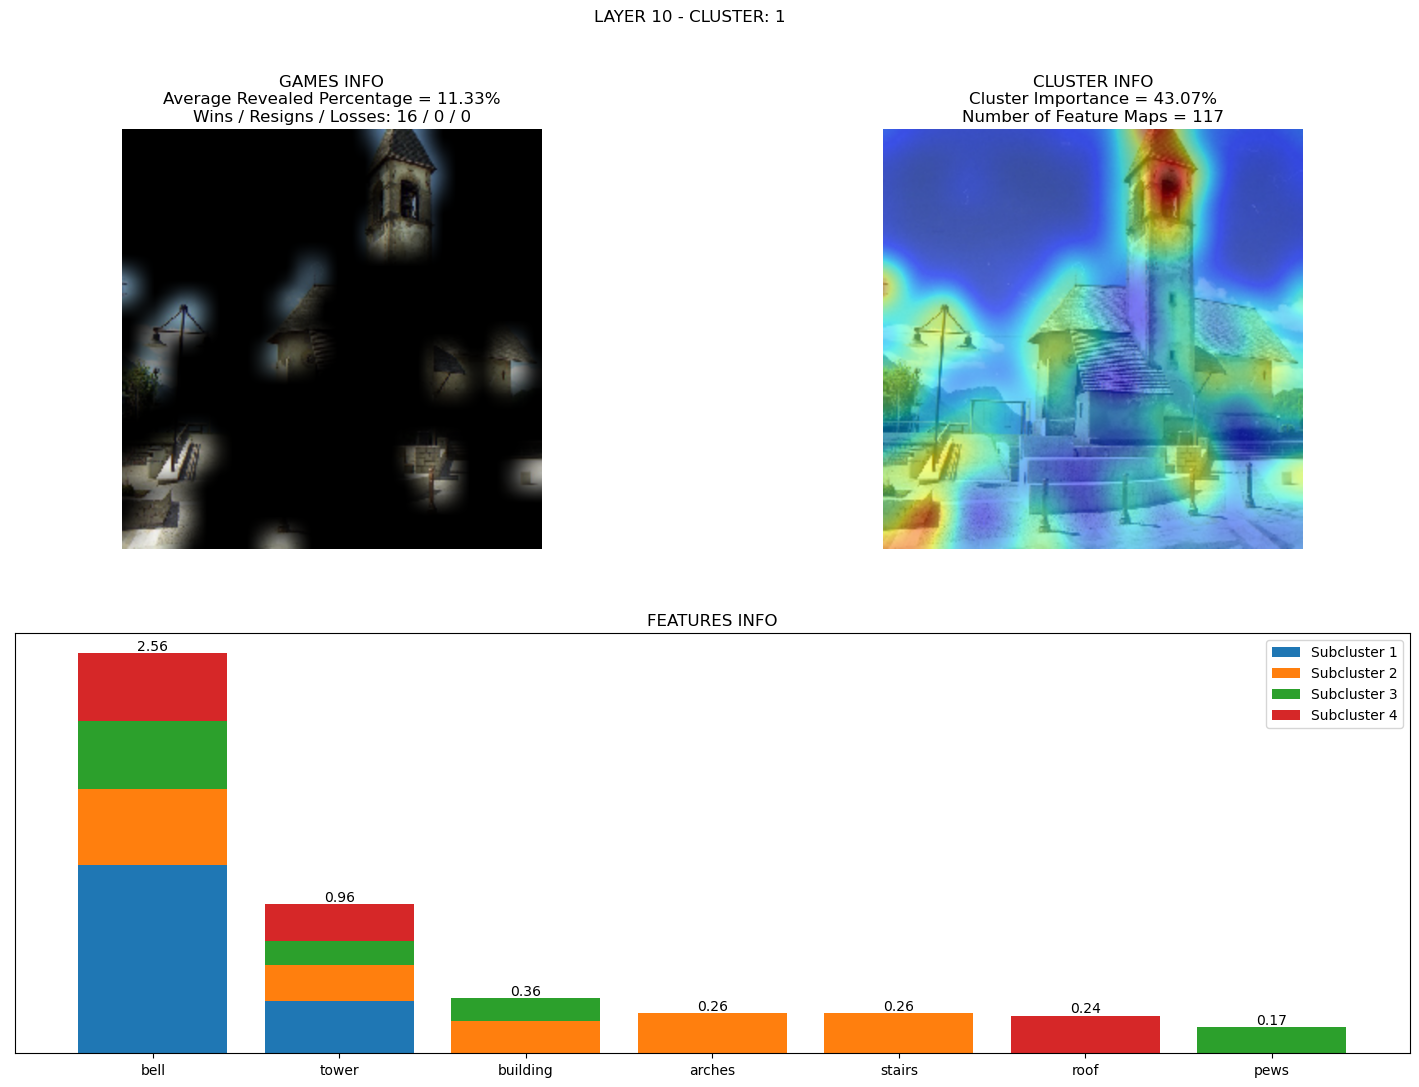 LAYER 10 - CLUSTER: 1
GAMES INFO
Average Revealed Percentage = 11.33%
Wins / Resigns / Losses: 16 / 0 / 0
CLUSTER INFO
Cluster Importance = 43.07%
Number of Feature Maps = 117
FEATURES INFO
2.56
0.96
0.36
0.26
0.26
0.24
0.17
Subcluster 1
Subcluster 2
Subcluster 3
Subcluster 4
bell
tower
building
arches
stairs
roof
pews